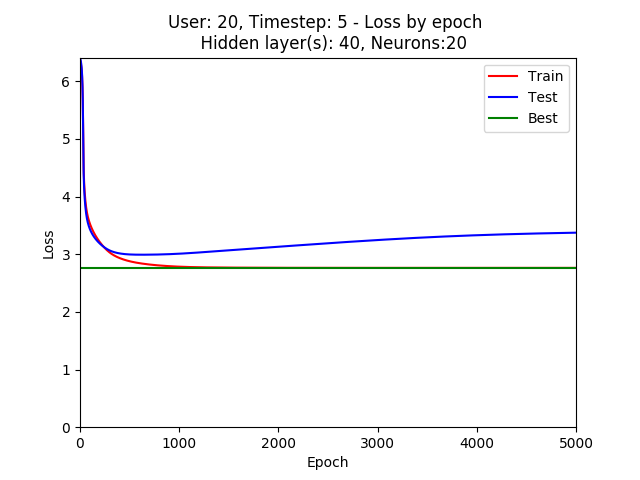 User: 20, Timestep: 5 - Loss by epoch
Hidden layer(s): 40, Neurons:20
Train
Test
Best
6
5
4
3
2
1
0
Loss
0 1000 2000 3000 4000 5000
Epoch